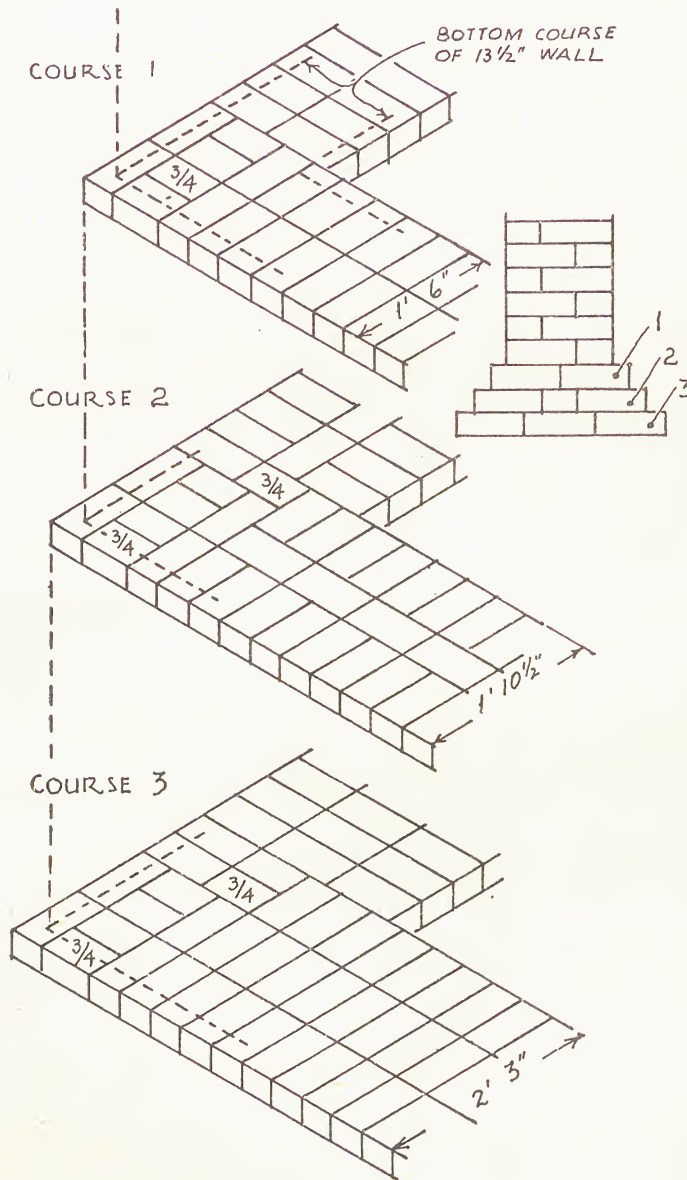 BOTTOM COURSE
OF 13½" WALL
COURSE 1
3/4
1' 6"
1
2
3
COURSE 2
3/4
3/4
1' 10½"
COURSE 3
3/4
3/4
2' 3"